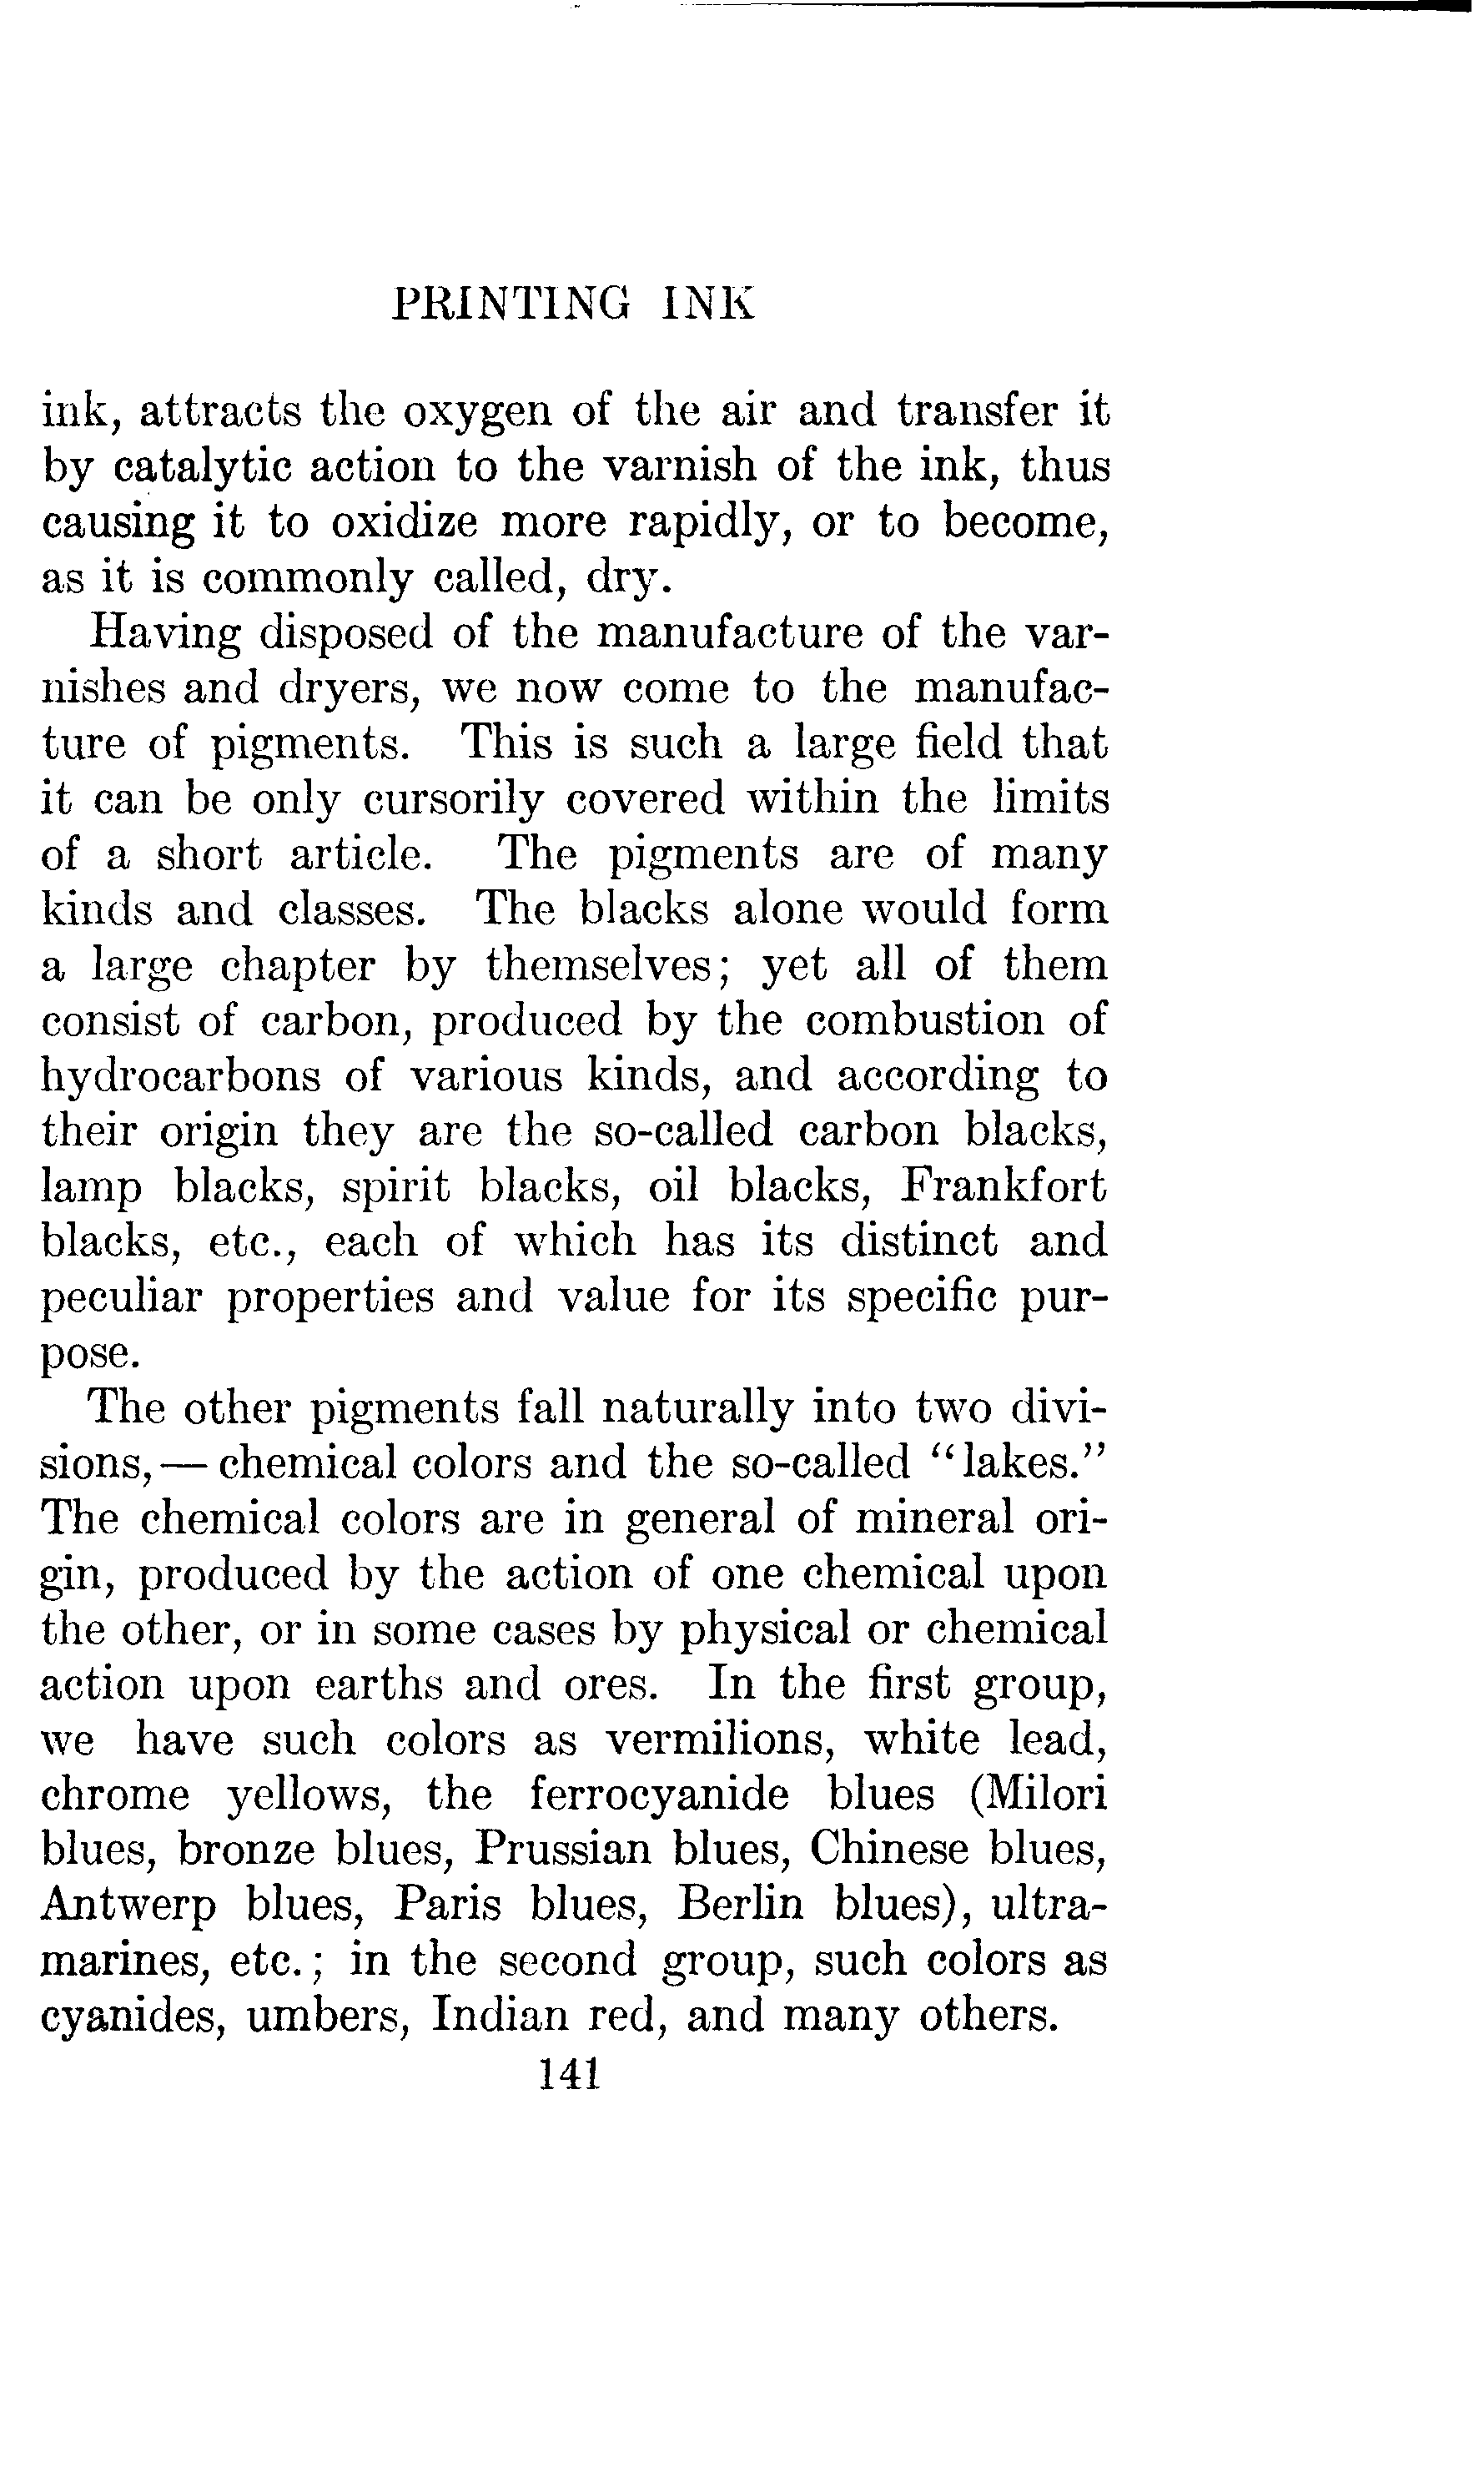 PRINTING INK
ink, attracts the oxygen of the air and transfer it
by catalytic action to the varnish of the ink, thus
causing it to oxidize more rapidly, or to become,
as it is commonly called, dry.
Having disposed of the manufacture of the var-
nishes and dryers, we now come to the manufac-
ture of pigments. This is such a large field that
it can be only cursorily covered within the limits
of a short article. The pigments are of many
kinds and classes. The blacks alone would form
a large chapter by themselves; yet all of them
consist of carbon, produced by the combustion of
hydrocarbons of various kinds, and according to
their origin they are the so-called carbon blacks,
lamp blacks, spirit blacks, oil blacks, Frankfort
blacks, etc., each of which has its distinct and
peculiar properties and value for its specific pur-
pose.
The other pigments fall naturally into two divi-
sions,— chemical colors and the so-called “lakes.”
The chemical colors are in general of mineral ori-
gin, produced by the action of one chemical upon
the other, or in some cases by physical or chemical
action upon earths and ores. In the first group,
we have such colors as vermilions, white lead,
chrome yellows, the ferrocyanide blues (Milori
blues, bronze blues, Prussian blues, Chinese blues,
Antwerp blues, Paris blues, Berlin blues), ultra-
marines, etc.; in the second group, such colors as
cyanides, umbers, Indian red, and many others.
141